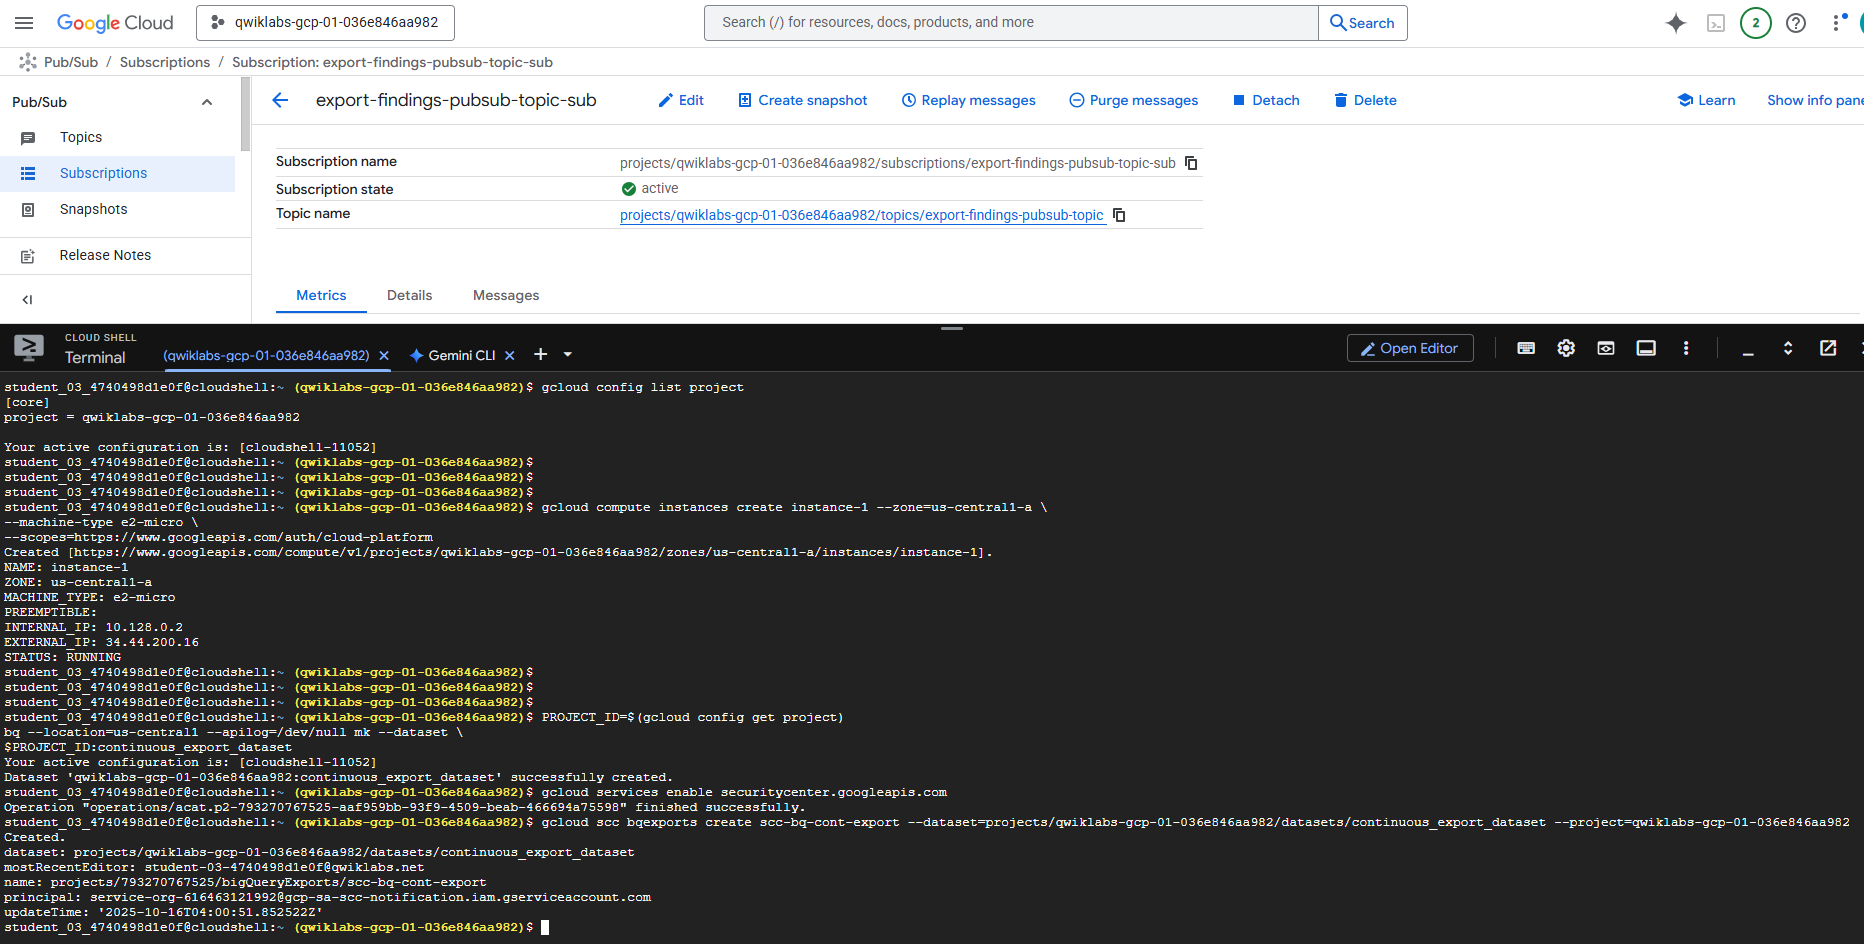 Google Cloud
qwiklabs-gcp-01-036e846aa982
Search (/) for resources, docs, products, and more
Search
2
Pub/Sub / Subscriptions / Subscription: export-findings-pubsub-topic-sub
Pub/Sub
Topics
Subscriptions
Snapshots
Release Notes
export-findings-pubsub-topic-sub
Edit
Create snapshot
Replay messages
Purge messages
Detach
Delete
Learn
Show info pane
Subscription name projects/qwiklabs-gcp-01-036e846aa982/subscriptions/export-findings-pubsub-topic-sub
Subscription state active
Topic name projects/qwiklabs-gcp-01-036e846aa982/topics/export-findings-pubsub-topic
Metrics Details Messages
CLOUD SHELL
Terminal
(qwiklabs-gcp-01-036e846aa982)
Gemini CLI
Open Editor
student_03_4740498d1e0f@cloudshell:~ (qwiklabs-gcp-01-036e846aa982)$ gcloud config list project
[core]
project = qwiklabs-gcp-01-036e846aa982
Your active configuration is: [cloudshell-11052]
student_03_4740498d1e0f@cloudshell:~ (qwiklabs-gcp-01-036e846aa982)$
student_03_4740498d1e0f@cloudshell:~ (qwiklabs-gcp-01-036e846aa982)$
student_03_4740498d1e0f@cloudshell:~ (qwiklabs-gcp-01-036e846aa982)$
student_03_4740498d1e0f@cloudshell:~ (qwiklabs-gcp-01-036e846aa982)$ gcloud compute instances create instance-1 --zone=us-central1-a \
--machine-type e2-micro \
--scopes=https://www.googleapis.com/auth/cloud-platform
Created [https://www.googleapis.com/compute/v1/projects/qwiklabs-gcp-01-036e846aa982/zones/us-central1-a/instances/instance-1].
NAME: instance-1
ZONE: us-central1-a
MACHINE_TYPE: e2-micro
PREEMPTIBLE:
INTERNAL_IP: 10.128.0.2
EXTERNAL_IP: 34.44.200.16
STATUS: RUNNING
student_03_4740498d1e0f@cloudshell:~ (qwiklabs-gcp-01-036e846aa982)$
student_03_4740498d1e0f@cloudshell:~ (qwiklabs-gcp-01-036e846aa982)$
student_03_4740498d1e0f@cloudshell:~ (qwiklabs-gcp-01-036e846aa982)$
student_03_4740498d1e0f@cloudshell:~ (qwiklabs-gcp-01-036e846aa982)$ PROJECT_ID=$(gcloud config get project)
bq --location=us-central1 --apilog=/dev/null mk --dataset \
$PROJECT_ID:continuous_export_dataset
Your active configuration is: [cloudshell-11052]
Dataset 'qwiklabs-gcp-01-036e846aa982:continuous_export_dataset' successfully created.
student_03_4740498d1e0f@cloudshell:~ (qwiklabs-gcp-01-036e846aa982)$ gcloud services enable securitycenter.googleapis.com
Operation "operations/acat.p2-793270767525-aaf959bb-93f9-4509-beab-466694a75598" finished successfully.
student_03_4740498d1e0f@cloudshell:~ (qwiklabs-gcp-01-036e846aa982)$ gcloud scc bqexports create scc-bq-cont-export --dataset=projects/qwiklabs-gcp-01-036e846aa982/datasets/continuous_export_dataset --project=qwiklabs-gcp-01-036e846aa982
Created.
dataset: projects/qwiklabs-gcp-01-036e846aa982/datasets/continuous_export_dataset
mostRecentEditor: student-03-4740498d1e0f@qwiklabs.net
name: projects/793270767525/bigQueryExports/scc-bq-cont-export
principal: service-org-616463121992@gcp-sa-scc-notification.iam.gserviceaccount.com
updateTime: '2025-10-16T04:00:51.852522Z'
student_03_4740498d1e0f@cloudshell:~ (qwiklabs-gcp-01-036e846aa982)$